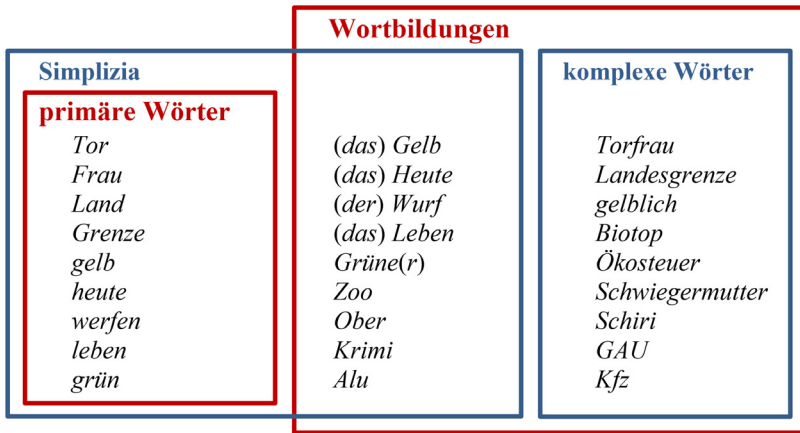 Wortbildungen
Simplizia
komplexe Wörter
primäre Wörter
Tor
Frau
Land
Grenze
gelb
heute
werfen
leben
grün
(das) Gelb
(das) Heute
(der) Wurf
(das) Leben
Grüne(r)
Zoo
Ober
Krimi
Alu
Torfrau
Landesgrenze
gelblich
Biotop
Ökosteuer
Schwiegermutter
Schiri
GAU
Kfz